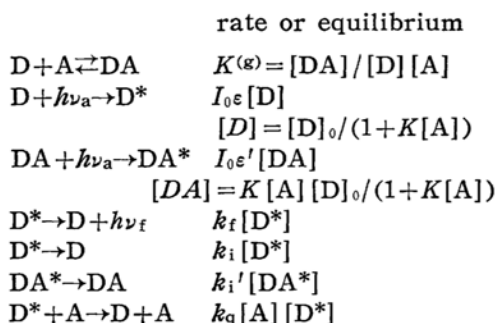 rate or equilibrium
D+A⇄DA K⁽ᵍ⁾=[DA]/[D][A]
D+hνₐ→D* I₀ε[D]
[D]=[D]₀/(1+K[A])
DA+hνₐ→DA* I₀ε′[DA]
[DA]=K[A][D]₀/(1+K[A])
D*→D+hνf kf[D*]
D*→D ki[D*]
DA*→DA ki′[DA*]
D*+A→D+A kq[A][D*]